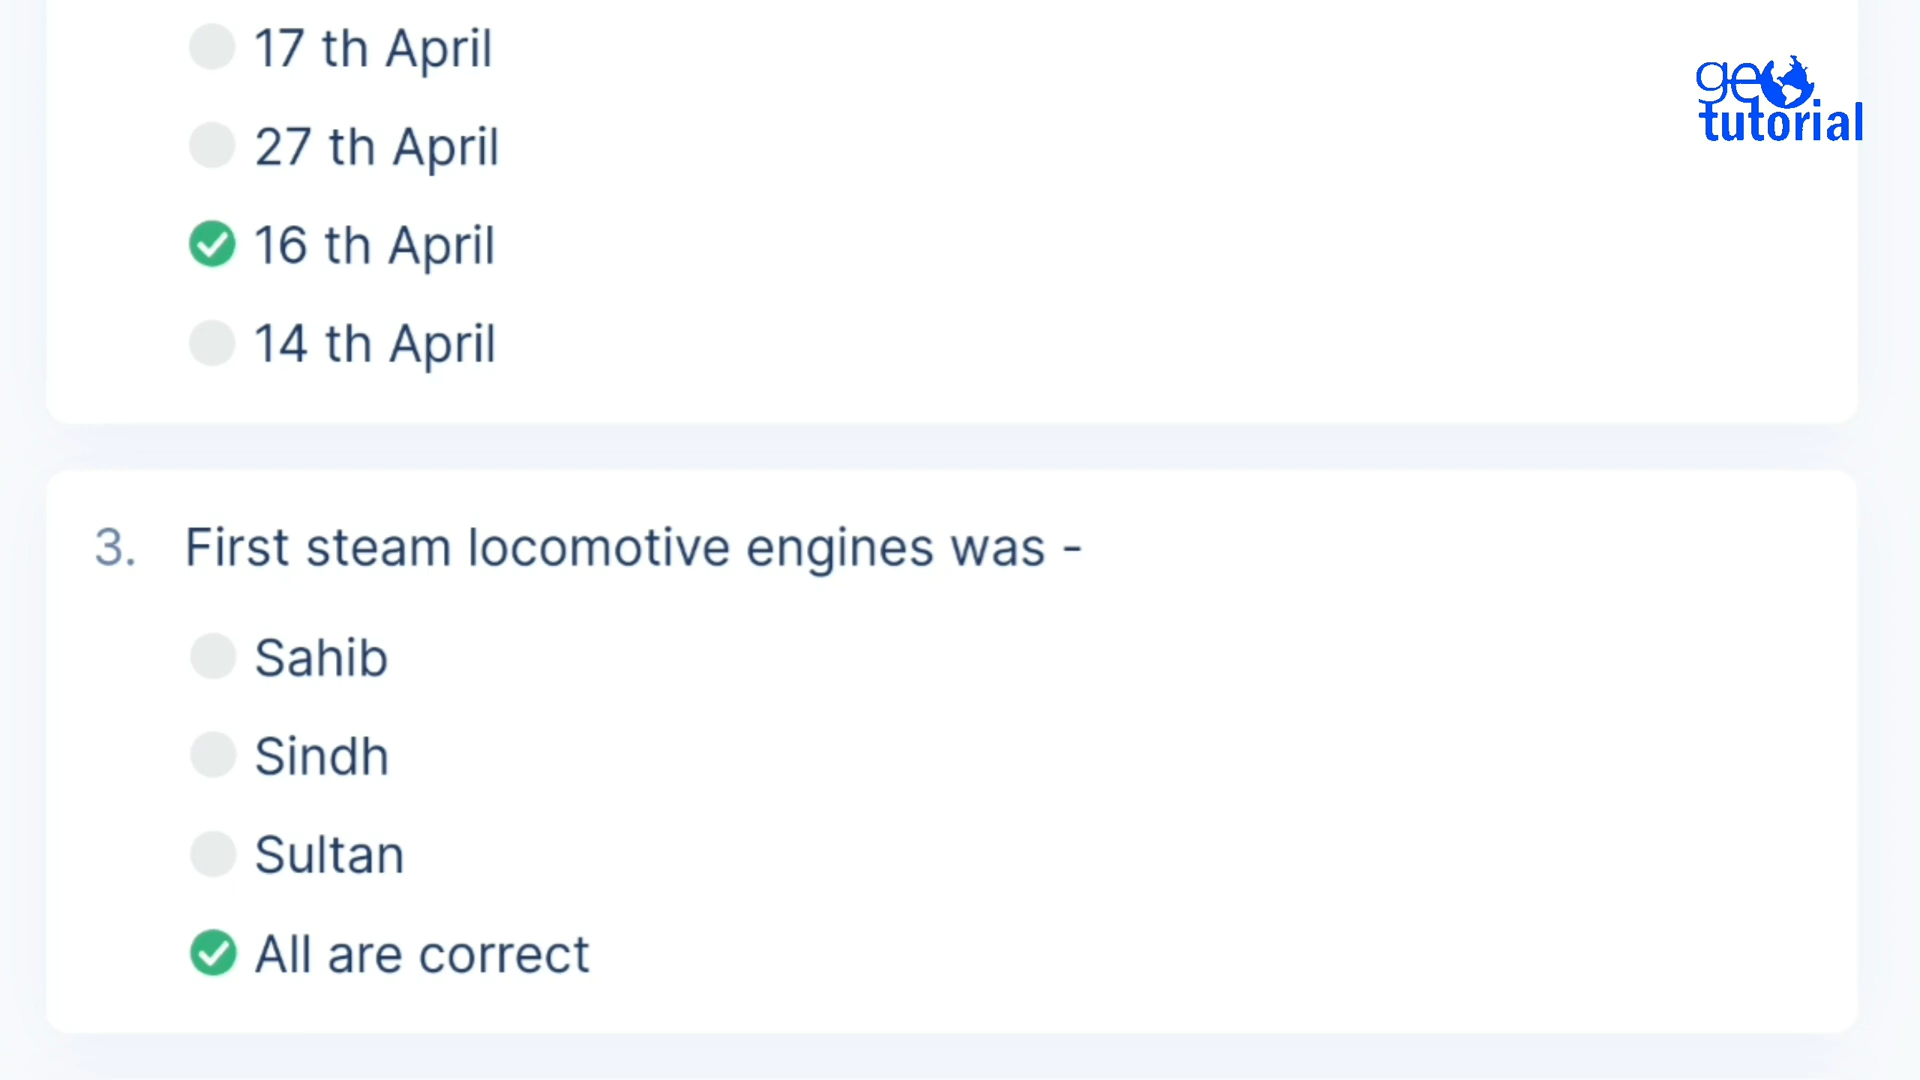 17 th April
geo
tutorial
27 th April
16 th April
14 th April
3. First steam locomotive engines was -
Sahib
Sindh
Sultan
All are correct